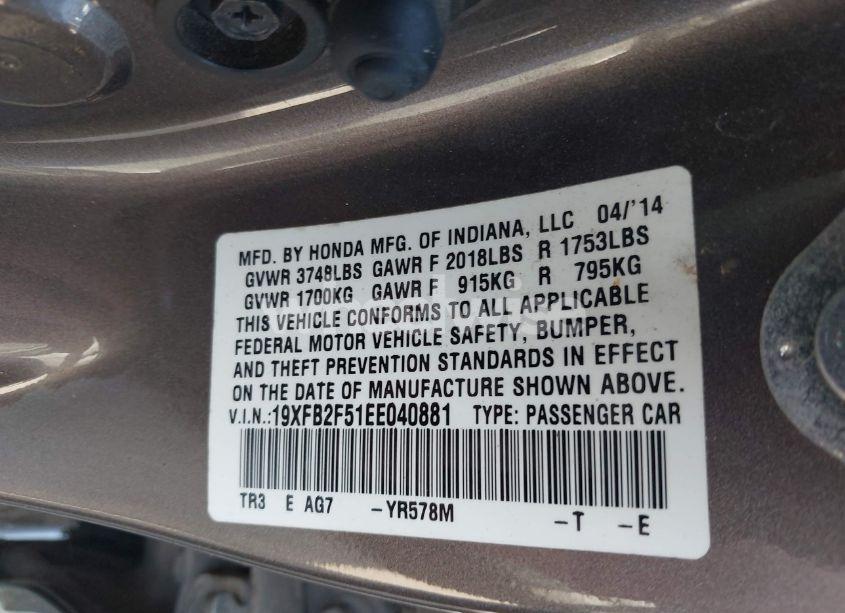 MFD. BY HONDA MFG. OF INDIANA, LLC 04/'14
GVWR 3748LBS GAWR F 2018LBS R 1753LBS
GVWR 1700KG GAWR F 915KG R 795KG
THIS VEHICLE CONFORMS TO ALL APPLICABLE
FEDERAL MOTOR VEHICLE SAFETY, BUMPER,
AND THEFT PREVENTION STANDARDS IN EFFECT
ON THE DATE OF MANUFACTURE SHOWN ABOVE.
V.I.N.:19XFB2F51EE040881 TYPE: PASSENGER CAR
TR3 E AG7 -YR578M -T -E